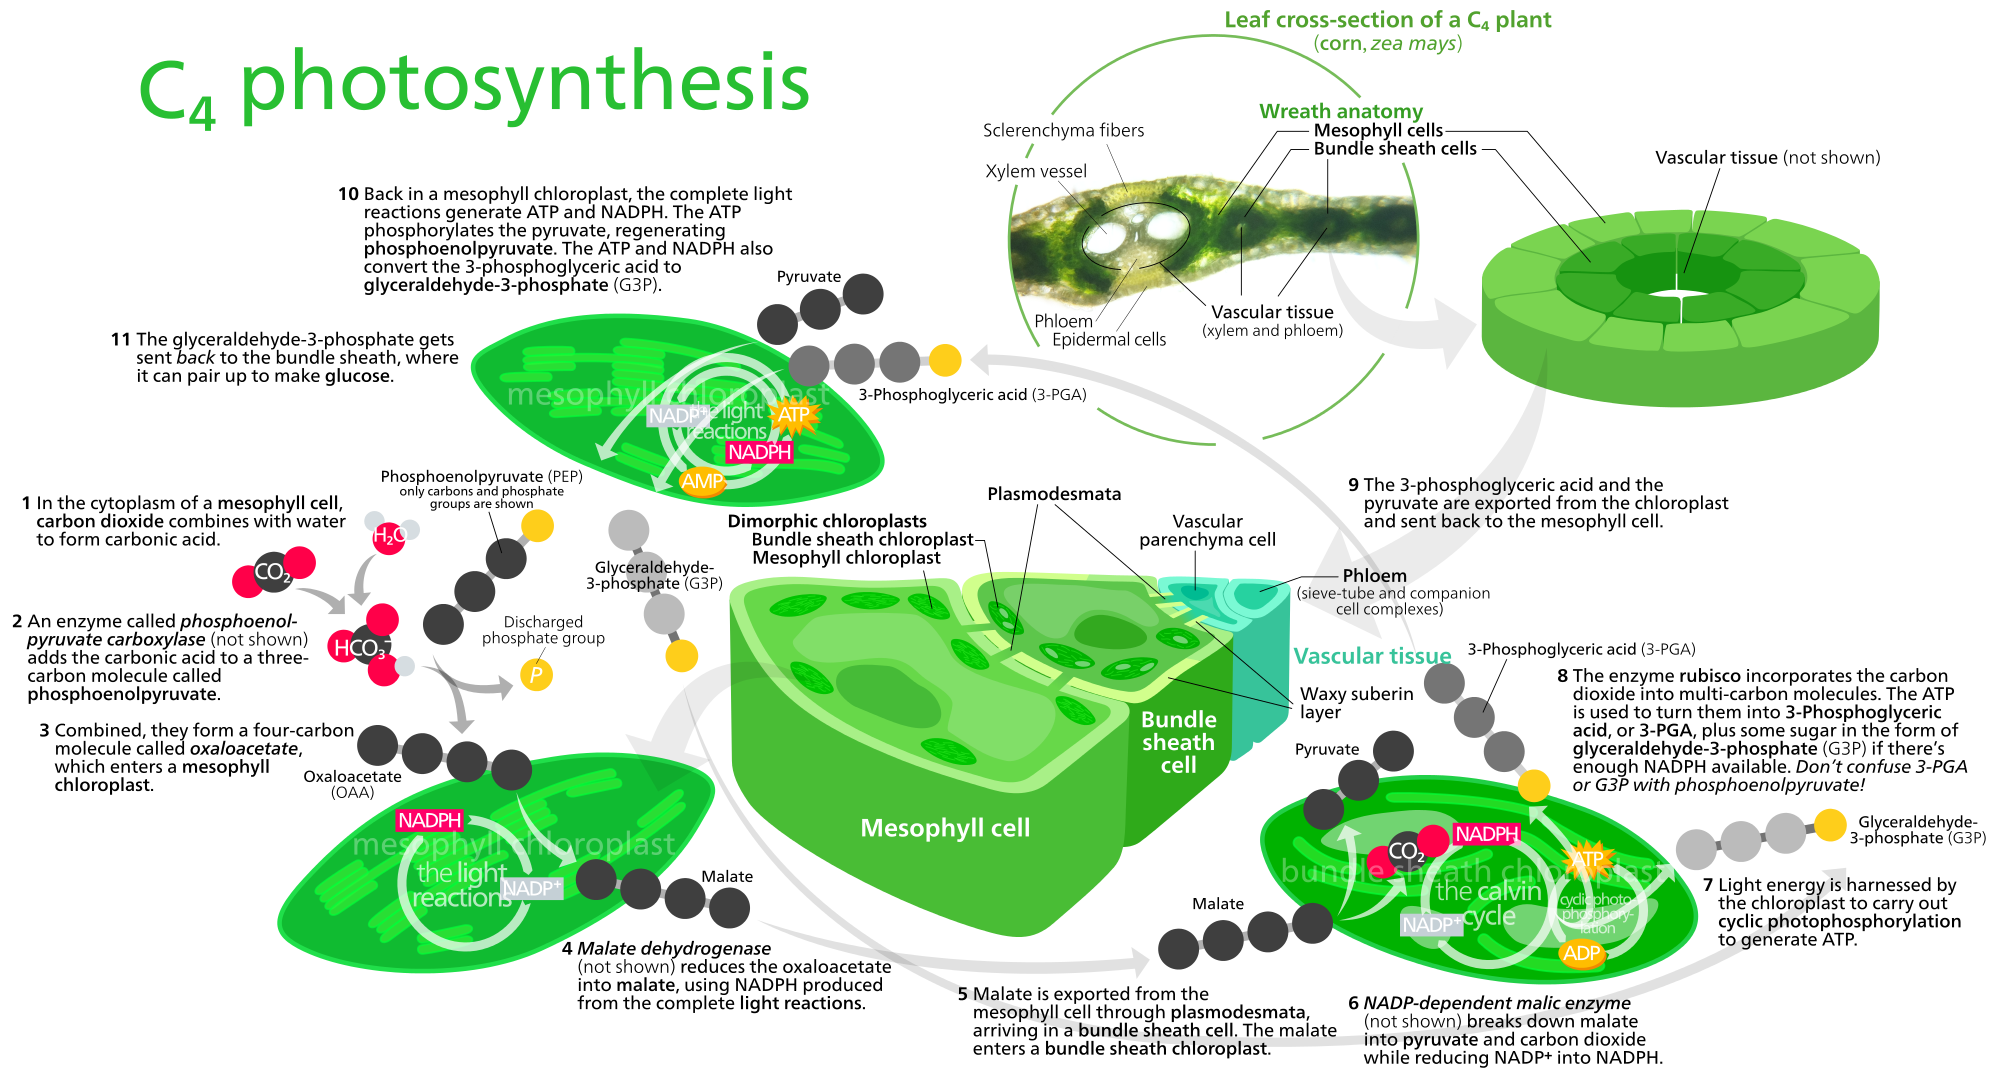 C4 photosynthesis
Leaf cross-section of a C4 plant
(corn, zea mays)
Wreath anatomy
Mesophyll cells
Bundle sheath cells
Sclerenchyma fibers
Xylem vessel
Phloem
Epidermal cells
Vascular tissue
(xylem and phloem)
Vascular tissue (not shown)
10 Back in a mesophyll chloroplast, the complete light
reactions generate ATP and NADPH. The ATP
phosphorylates the pyruvate, regenerating
phosphoenolpyruvate. The ATP and NADPH also
convert the 3-phosphoglyceric acid to
glyceraldehyde-3-phosphate (G3P).
Pyruvate
11 The glyceraldehyde-3-phosphate gets
sent back to the bundle sheath, where
it can pair up to make glucose.
mesophyll chloroplast
NADP+
the light
reactions
ATP
NADPH
AMP
3-Phosphoglyceric acid (3-PGA)
1 In the cytoplasm of a mesophyll cell,
carbon dioxide combines with water
to form carbonic acid.
Phosphoenolpyruvate (PEP)
only carbons and phosphate
groups are shown
H2O
CO2
HCO3-
Glyceraldehyde-
3-phosphate (G3P)
Discharged
phosphate group
P
2 An enzyme called phosphoenol-
pyruvate carboxylase (not shown)
adds the carbonic acid to a three-
carbon molecule called
phosphoenolpyruvate.
3 Combined, they form a four-carbon
molecule called oxaloacetate,
which enters a mesophyll
chloroplast.
Oxaloacetate
(OAA)
NADPH
mesophyll chloroplast
the light
reactions
NADP+
Malate
4 Malate dehydrogenase
(not shown) reduces the oxaloacetate
into malate, using NADPH produced
from the complete light reactions.
Dimorphic chloroplasts
Bundle sheath chloroplast
Mesophyll chloroplast
Plasmodesmata
Vascular
parenchyma cell
Phloem
(sieve-tube and companion
cell complexes)
Vascular tissue
Waxy suberin
layer
Bundle
sheath
cell
Mesophyll cell
5 Malate is exported from the
mesophyll cell through plasmodesmata,
arriving in a bundle sheath cell. The malate
enters a bundle sheath chloroplast.
Malate
6 NADP-dependent malic enzyme
(not shown) breaks down malate
into pyruvate and carbon dioxide
while reducing NADP+ into NADPH.
Pyruvate
CO2
NADPH
bundle sheath chloroplast
the calvin
cycle
NADP+
ATP
cyclic photo-
phosphory-
lation
ADP
7 Light energy is harnessed by
the chloroplast to carry out
cyclic photophosphorylation
to generate ATP.
Glyceraldehyde-
3-phosphate (G3P)
8 The enzyme rubisco incorporates the carbon
dioxide into multi-carbon molecules. The ATP
is used to turn them into 3-Phosphoglyceric
acid, or 3-PGA, plus some sugar in the form of
glyceraldehyde-3-phosphate (G3P) if there's
enough NADPH available. Don't confuse 3-PGA
or G3P with phosphoenolpyruvate!
3-Phosphoglyceric acid (3-PGA)
9 The 3-phosphoglyceric acid and the
pyruvate are exported from the chloroplast
and sent back to the mesophyll cell.